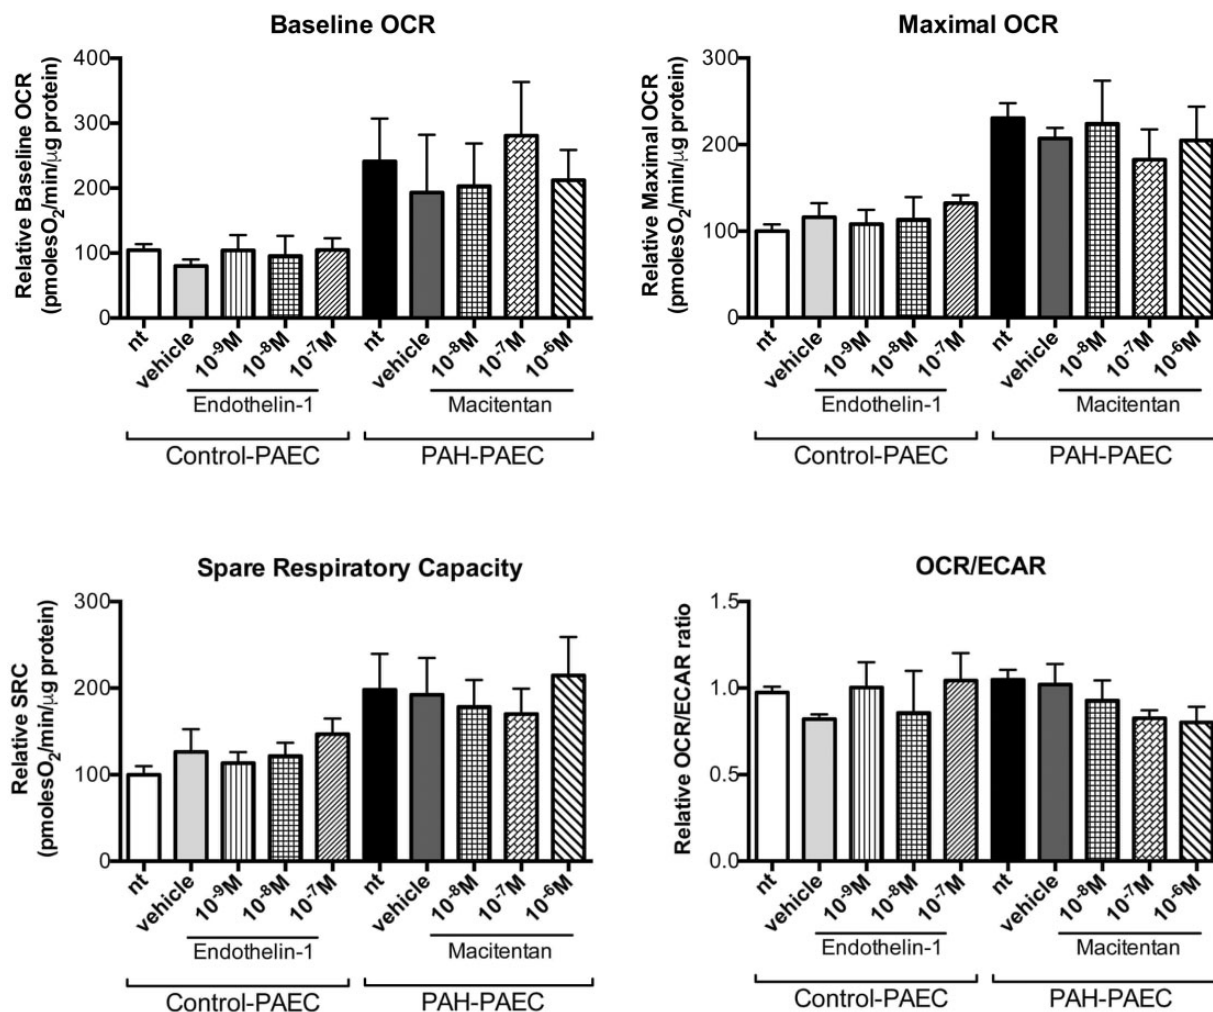 Baseline OCR
Relative Baseline OCR
(pmolesO₂/min/µg protein)
400
300
200
100
0
nt
vehicle
10⁻⁹M
10⁻⁸M
10⁻⁷M
nt
vehicle
10⁻⁸M
10⁻⁷M
10⁻⁶M
Endothelin-1
Macitentan
Control-PAEC
PAH-PAEC
Maximal OCR
Relative Maximal OCR
(pmolesO₂/min/µg protein)
300
200
100
0
nt
vehicle
10⁻⁹M
10⁻⁸M
10⁻⁷M
nt
vehicle
10⁻⁸M
10⁻⁷M
10⁻⁶M
Endothelin-1
Macitentan
Control-PAEC
PAH-PAEC
Spare Respiratory Capacity
Relative SRC
(pmolesO₂/min/µg protein)
300
200
100
0
nt
vehicle
10⁻⁹M
10⁻⁸M
10⁻⁷M
nt
vehicle
10⁻⁸M
10⁻⁷M
10⁻⁶M
Endothelin-1
Macitentan
Control-PAEC
PAH-PAEC
OCR/ECAR
Relative OCR/ECAR ratio
1.5
1.0
0.5
0.0
nt
vehicle
10⁻⁹M
10⁻⁸M
10⁻⁷M
nt
vehicle
10⁻⁸M
10⁻⁷M
10⁻⁶M
Endothelin-1
Macitentan
Control-PAEC
PAH-PAEC